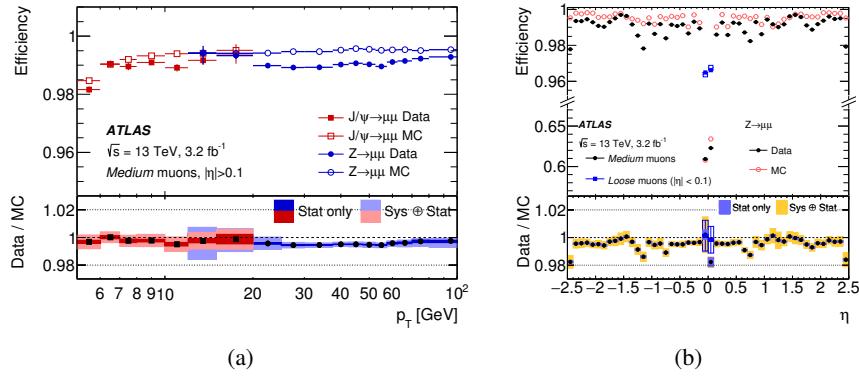 Efficiency
1
0.98
0.96
ATLAS
√s = 13 TeV, 3.2 fb⁻¹
Medium muons, |η|>0.1
J/ψ→μμ Data
J/ψ→μμ MC
Z→μμ Data
Z→μμ MC
Data / MC
1.02
1
0.98
Stat only
Sys ⊕ Stat
6 7 8 9 10 20 30 40 50 60 10²
p_T [GeV]
(a)
Efficiency
1
0.98
0.96
0.65
0.6
ATLAS
√s = 13 TeV, 3.2 fb⁻¹
Medium muons
Loose muons (|η| < 0.1)
Z→μμ
Data
MC
Data / MC
1.02
1
0.98
Stat only
Sys ⊕ Stat
−2.5 −2 −1.5 −1 −0.5 0 0.5 1 1.5 2 2.5
η
(b)